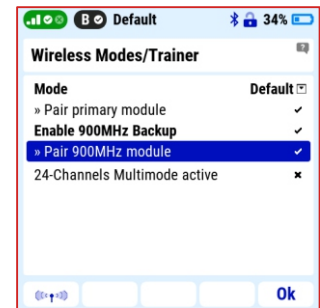 B Default 34%
Wireless Modes/Trainer ?
Mode Default
» Pair primary module
Enable 900MHz Backup
» Pair 900MHz module
24-Channels Multimode active
Ok